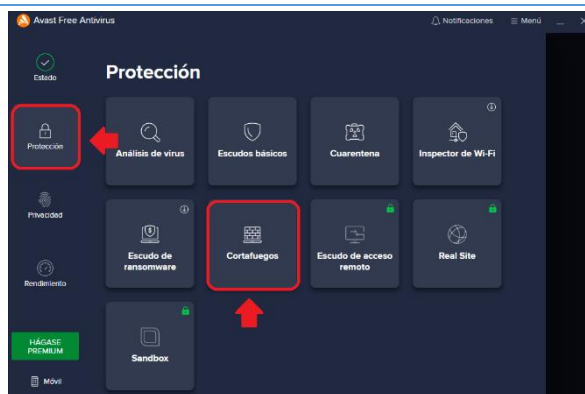 Avast Free Antivirus
Notificaciones
Menú
Estado
Protección
Protección
Análisis de virus
Escudos básicos
Cuarentena
Inspector de Wi-Fi
Privacidad
Escudo de
ransomware
Cortafuegos
Escudo de acceso
remoto
Real Site
Rendimiento
Sandbox
HÁGASE
PREMIUM
Móvil